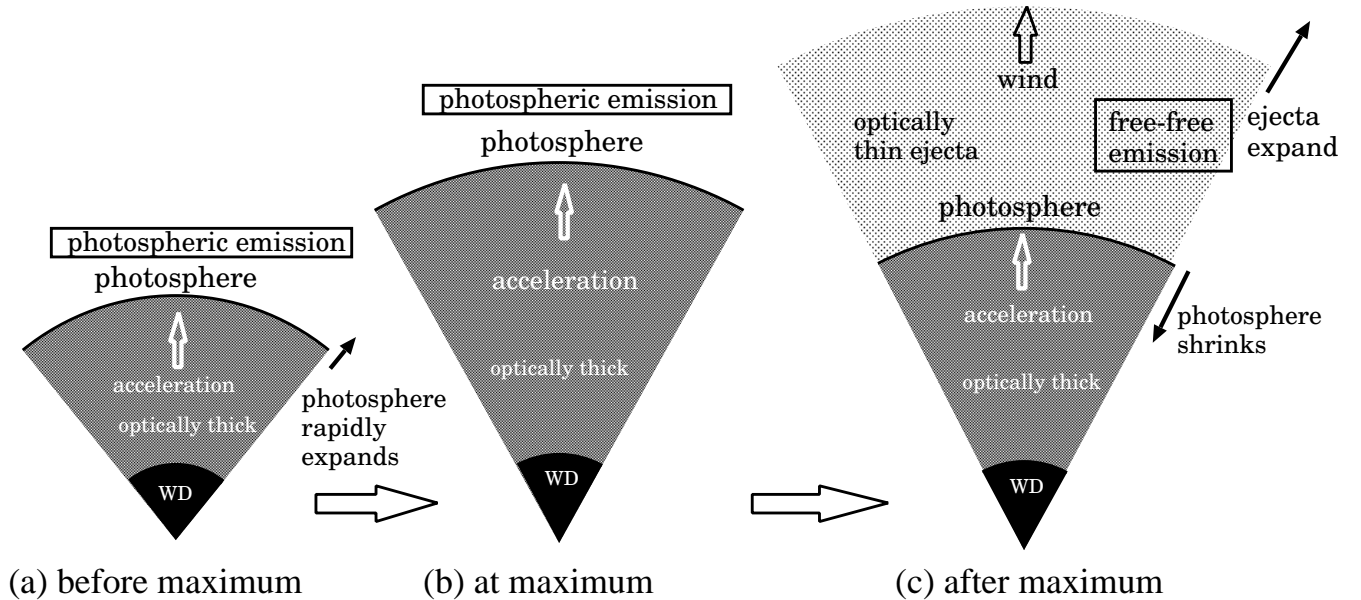 photospheric emission
photosphere
acceleration
optically thick
WD
photosphere
rapidly
expands
(a) before maximum
photospheric emission
photosphere
acceleration
optically thick
WD
(b) at maximum
wind
optically
thin ejecta
free-free
emission
ejecta
expand
photosphere
acceleration
optically thick
photosphere
shrinks
WD
(c) after maximum